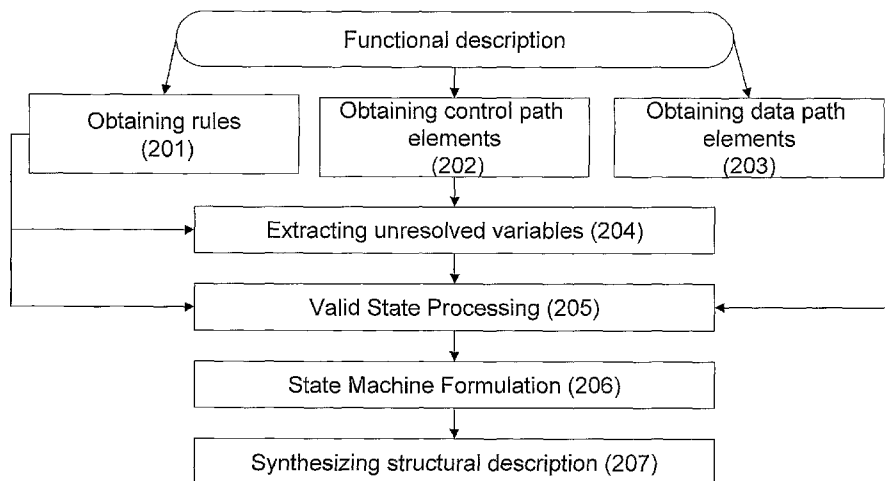 Functional description
Obtaining rules
(201)
Obtaining control path
elements
(202)
Obtaining data path
elements
(203)
Extracting unresolved variables (204)
Valid State Processing (205)
State Machine Formulation (206)
Synthesizing structural description (207)